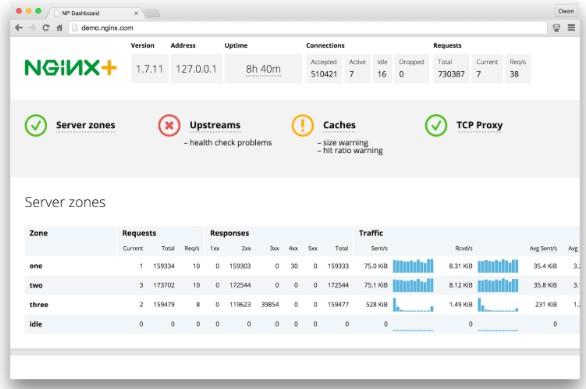 NP Dashboard
Owen
demo.nginx.com
Version Address Uptime Connections Requests
NGiNX+ 1.7.11 127.0.0.1 8h 40m
Accepted Active Idle Dropped Total Current Req/s
510421 7 16 0 730387 7 38
Server zones Upstreams Caches TCP Proxy
– health check problems – size warning
– hit ratio warning
Server zones
Zone Requests Responses Traffic
Current Total Req/s 1xx 2xx 3xx 4xx 5xx Total Sent/s Rcvd/s Avg Sent/s Avg
one 1 159334 10 0 159303 0 30 0 159333 75.0 KiB 8.31 KiB 35.4 KiB 3.2
two 3 173702 10 0 172544 0 0 0 172544 75.1 KiB 8.12 KiB 35.8 KiB 3.
three 2 159479 8 0 119623 39854 0 0 159477 528 KiB 1.49 KiB 231 KiB 1.2
idle 0 0 0 0 0 0 0 0 0 0 0 0